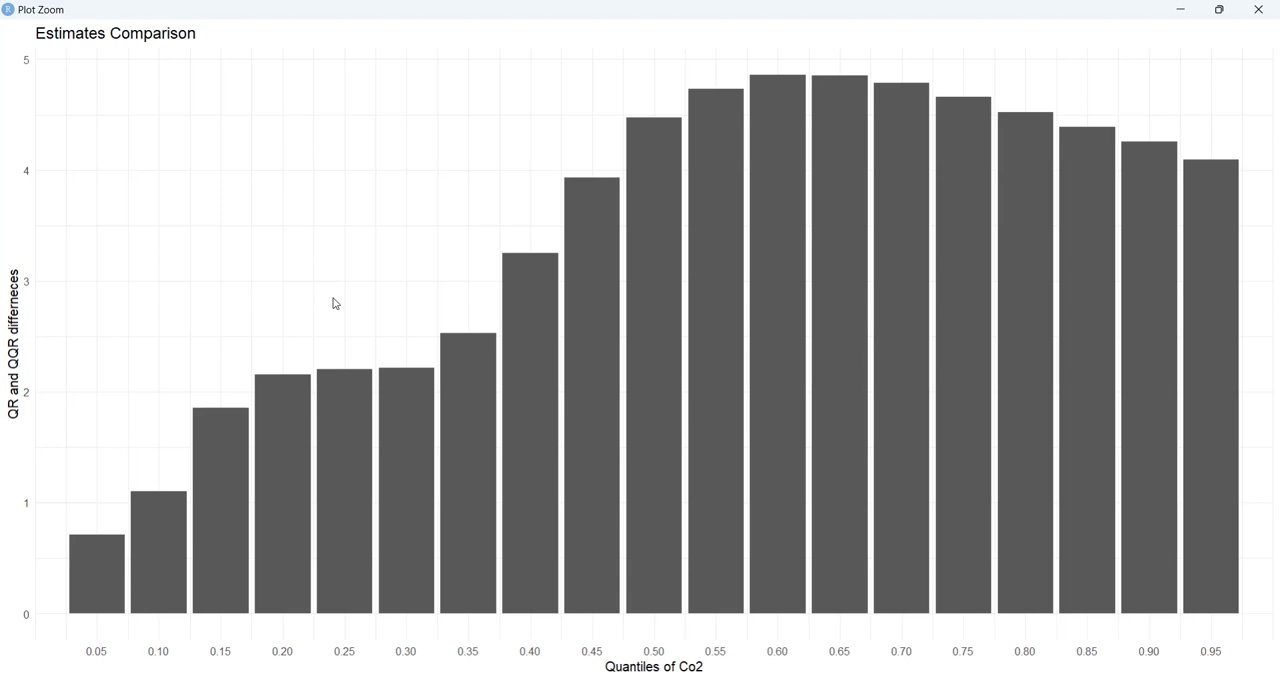 R Plot Zoom
Estimates Comparison
5
4
3
2
1
0
QR and QQR differneces
0.05 0.10 0.15 0.20 0.25 0.30 0.35 0.40 0.45 0.50 0.55 0.60 0.65 0.70 0.75 0.80 0.85 0.90 0.95
Quantiles of Co2